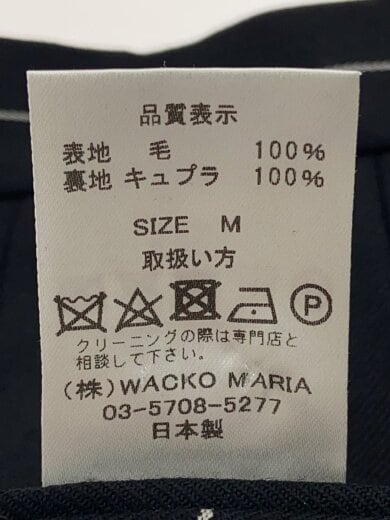 品質表示
表地 毛 100%
裏地 キュプラ 100%
SIZE M
取扱い方
P
クリーニングの際は専門店と
相談して下さい。
(株)WACKO MARIA
03-5708-5277
日本製